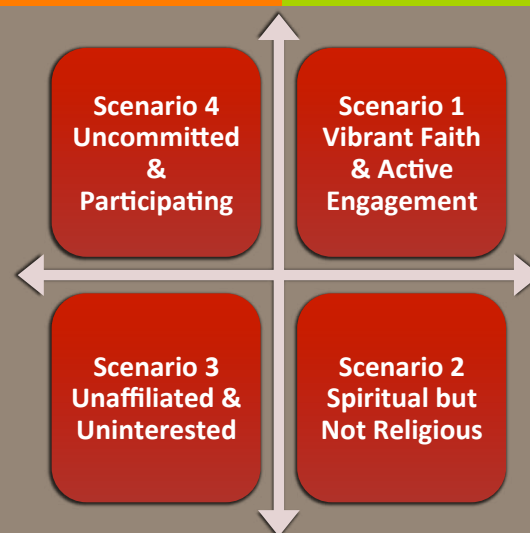 Scenario 4
Uncommitted
&
Participating
Scenario 1
Vibrant Faith
& Active
Engagement
Scenario 3
Unaffiliated &
Uninterested
Scenario 2
Spiritual but
Not Religious